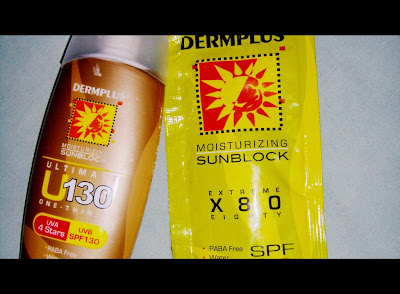 DERMPLUS
MOISTURIZING
SUNBLOCK
ULTIMA
U130
ONE-THIRTY
UVA
4 Stars
UVB
SPF130
• PABA Free
DERMPLUS
MOISTURIZING
SUNBLOCK
EXTREME
X80
EIGHTY
• PABA Free
• Water
SPF